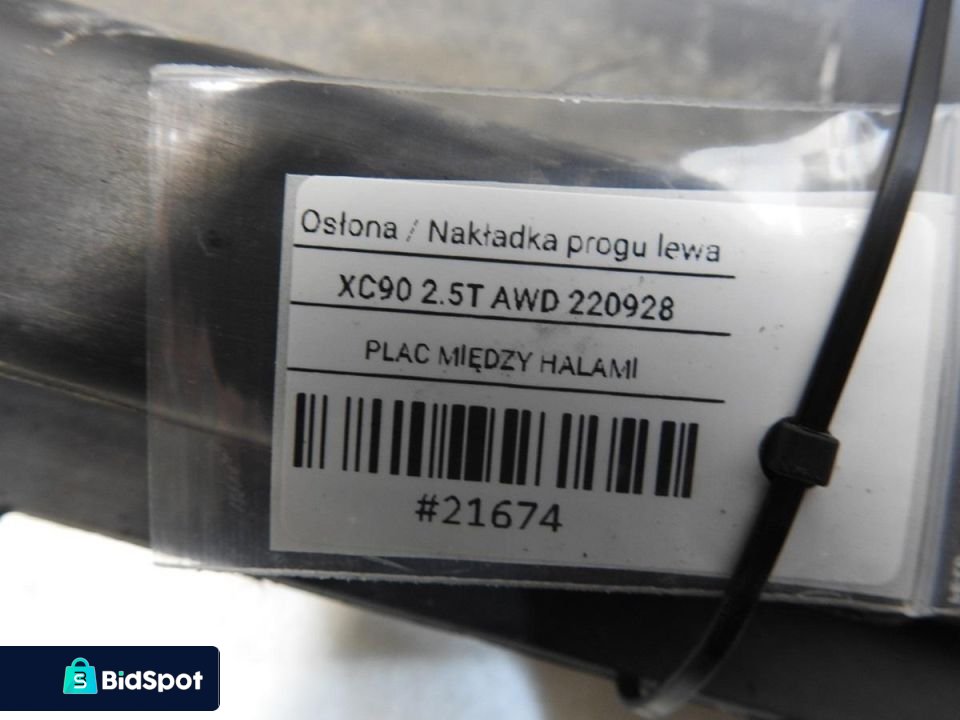 Osłona / Nakładka progu lewa
XC90 2.5T AWD 220928
PLAC MIĘDZY HALAMI
#21674
BidSpot